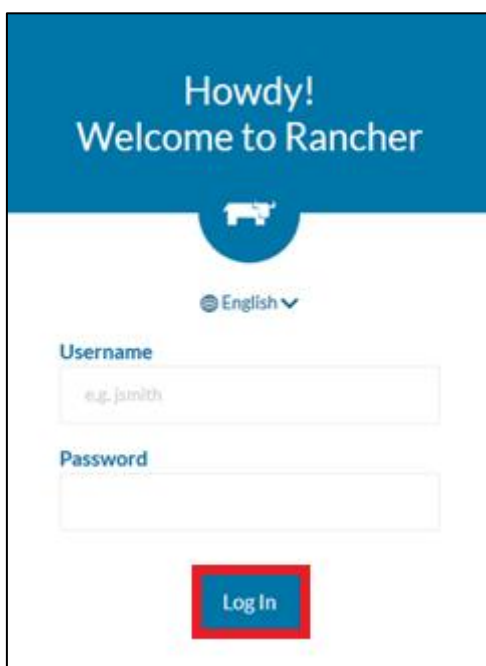 Howdy!
Welcome to Rancher
English
Username
e.g. jsmith
Password
Log In